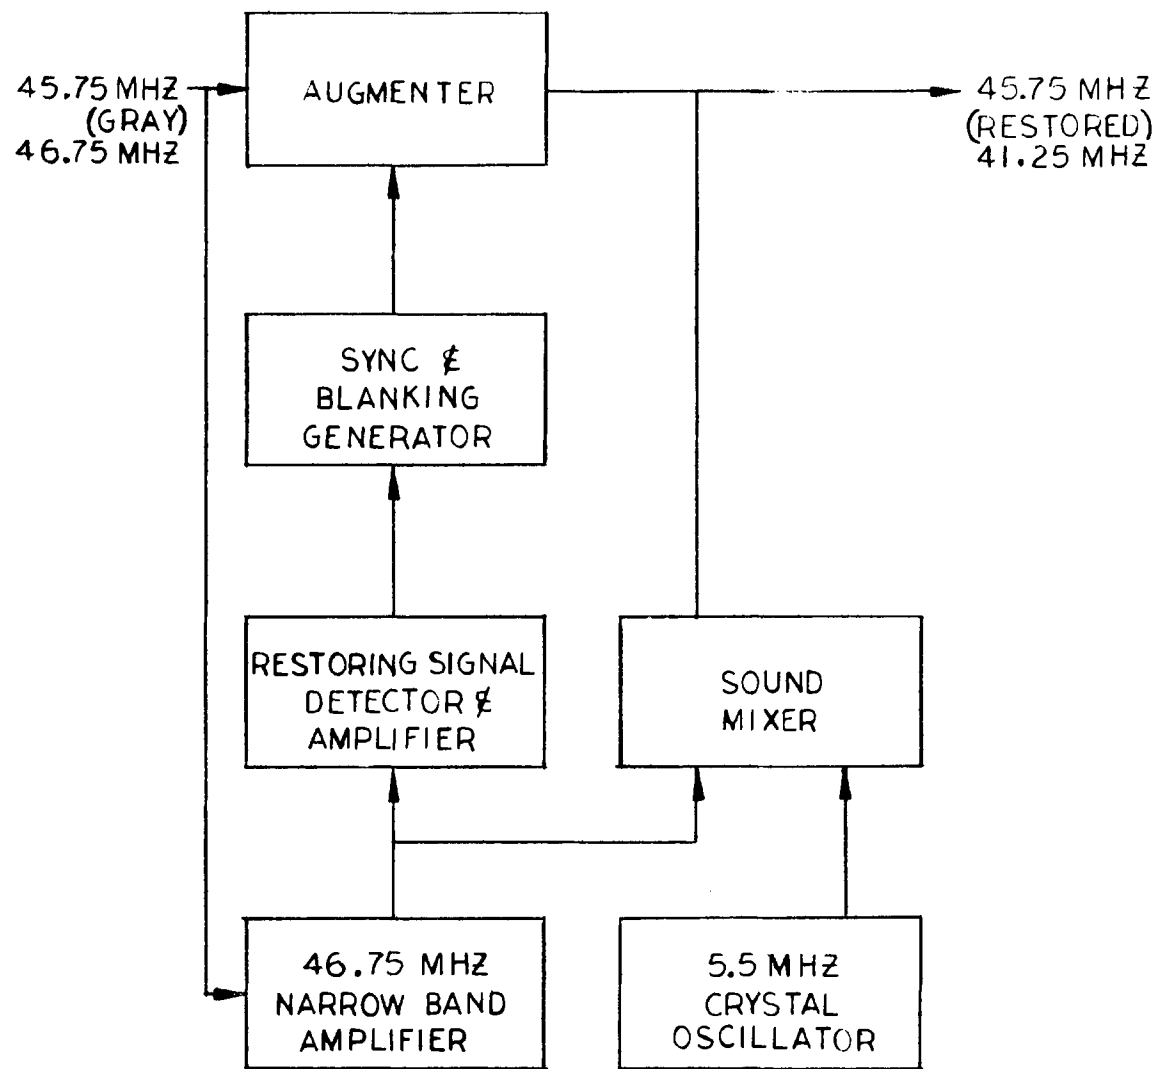 45.75 MHZ
(GRAY)
46.75 MHZ
AUGMENTER
45.75 MHZ
(RESTORED)
41.25 MHZ
SYNC &
BLANKING
GENERATOR
RESTORING SIGNAL
DETECTOR &
AMPLIFIER
SOUND
MIXER
46.75 MHZ
NARROW BAND
AMPLIFIER
5.5 MHZ
CRYSTAL
OSCILLATOR